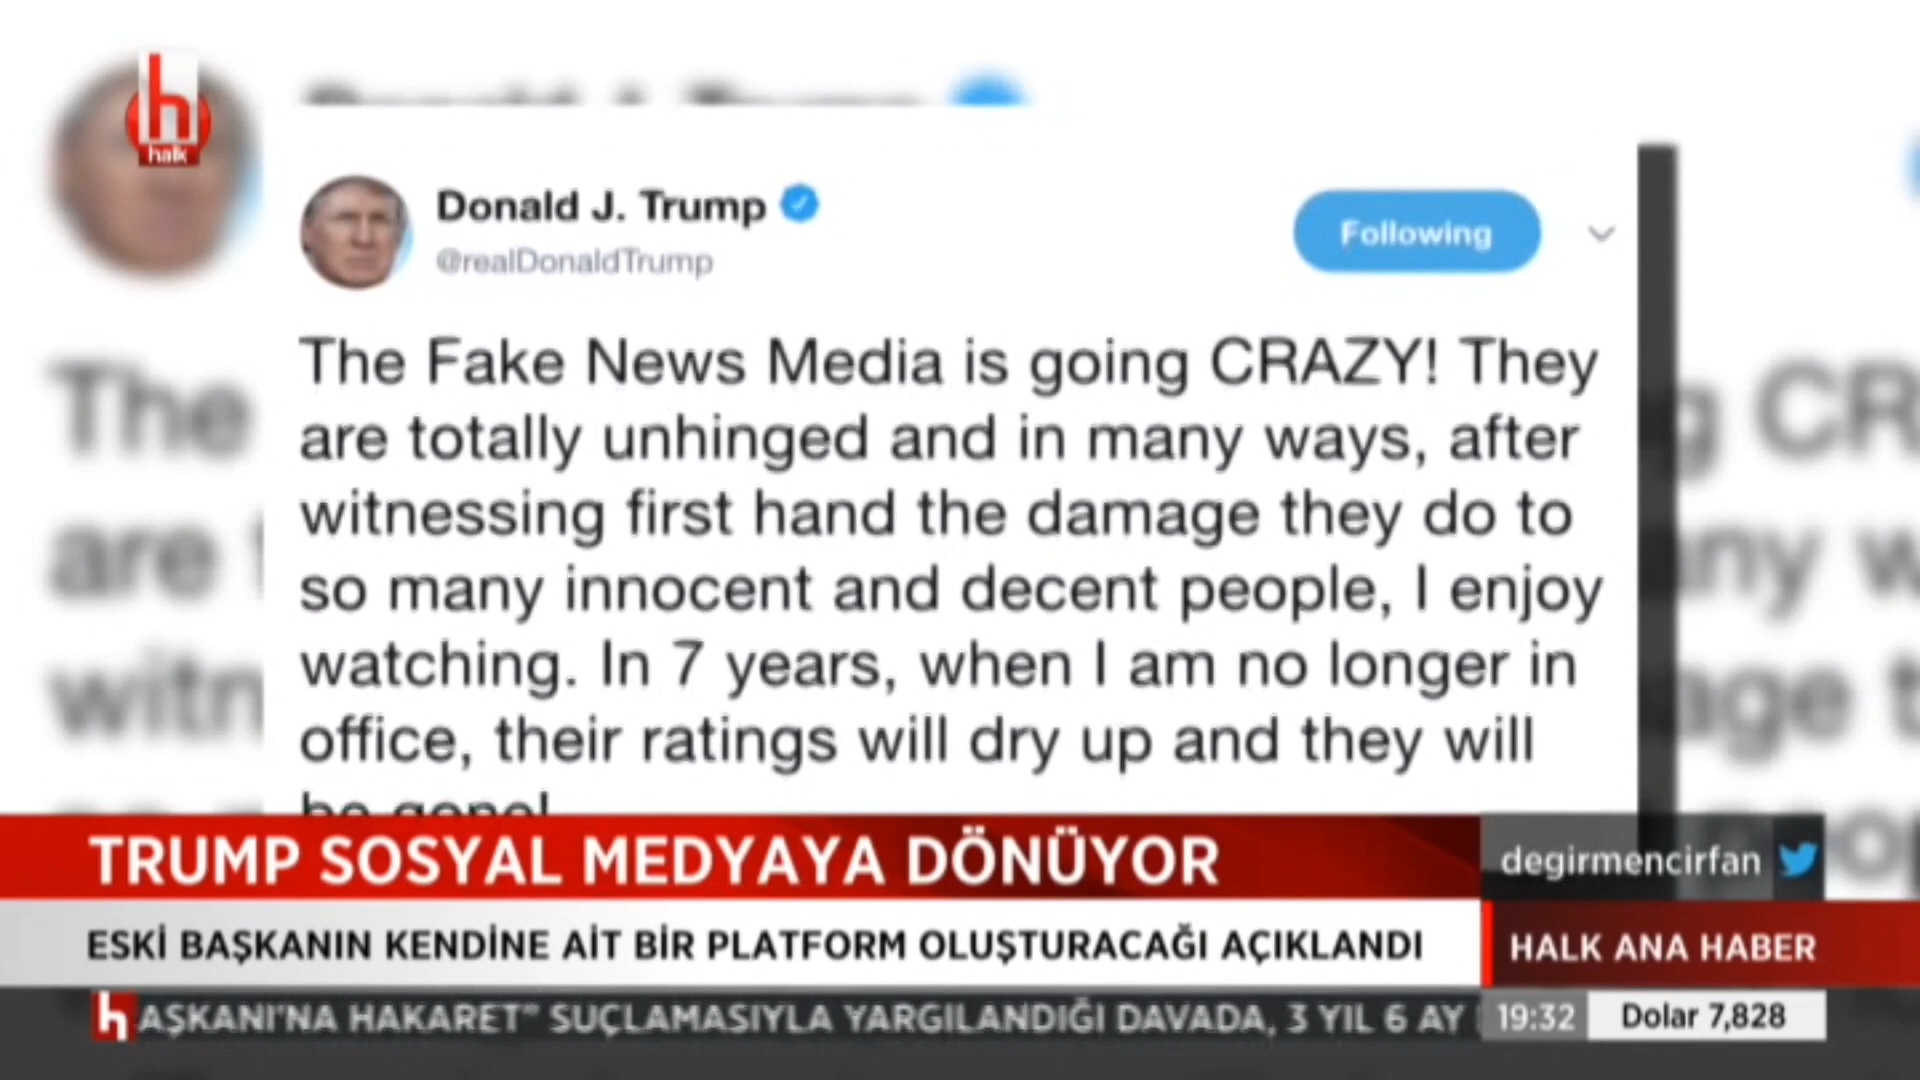 h
halk
Donald J. Trump
@realDonaldTrump
Following
The Fake News Media is going CRAZY! They
are totally unhinged and in many ways, after
witnessing first hand the damage they do to
so many innocent and decent people, I enjoy
watching. In 7 years, when I am no longer in
office, their ratings will dry up and they will
be gone!
TRUMP SOSYAL MEDYAYA DÖNÜYOR
degirmencirfan
ESKİ BAŞKANIN KENDİNE AİT BİR PLATFORM OLUŞTURACAĞI AÇIKLANDI
HALK ANA HABER
h AŞKANI'NA HAKARET" SUÇLAMASIYLA YARGILANDIĞI DAVADA, 3 YIL 6 AY
19:32
Dolar 7,828